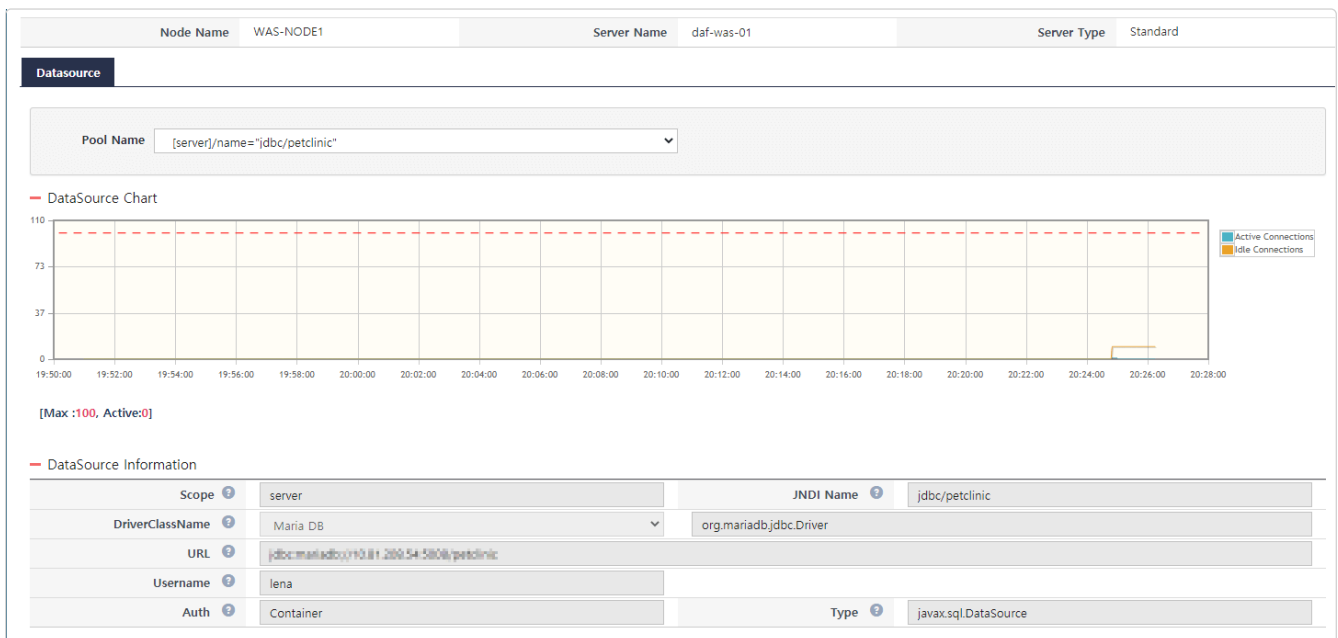 Node Name WAS-NODE1 Server Name daf-was-01 Server Type Standard
Datasource
Pool Name [server]/name="jdbc/petclinic"
DataSource Chart
110
73
37
0
Active Connections
Idle Connections
19:50:00 19:52:00 19:54:00 19:56:00 19:58:00 20:00:00 20:02:00 20:04:00 20:06:00 20:08:00 20:10:00 20:12:00 20:14:00 20:16:00 20:18:00 20:20:00 20:22:00 20:24:00 20:26:00 20:28:00
[Max :100, Active:0]
DataSource Information
Scope ? server JNDI Name ? jdbc/petclinic
DriverClassName ? Maria DB org.mariadb.jdbc.Driver
URL ?
Username ? lena
Auth ? Container Type ? javax.sql.DataSource